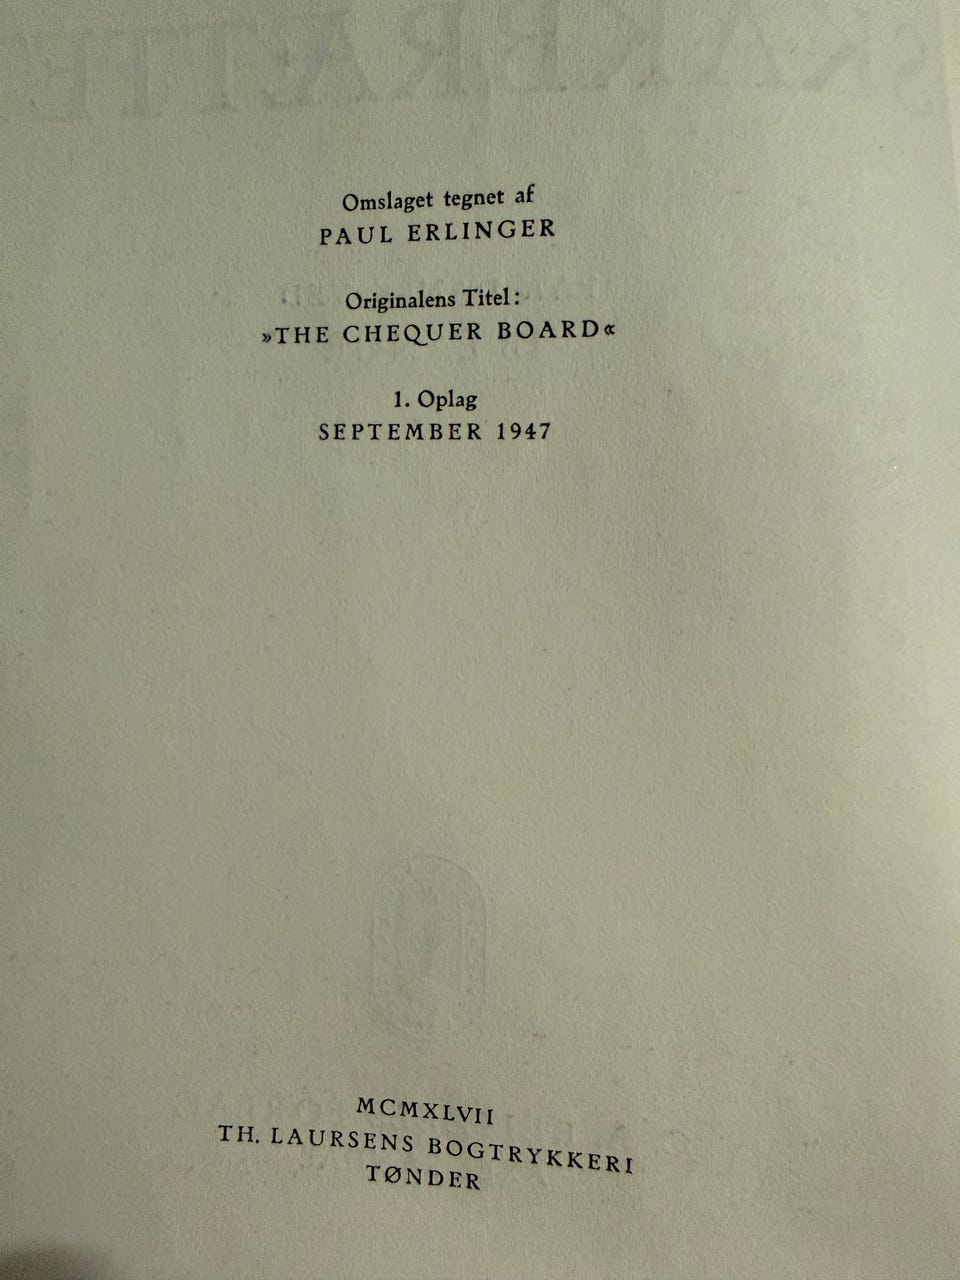 Omslaget tegnet af
PAUL ERLINGER
Originalens Titel:
»THE CHEQUER BOARD«
1. Oplag
SEPTEMBER 1947
MCMXLVII
TH. LAURSENS BOGTRYKKERI
TØNDER